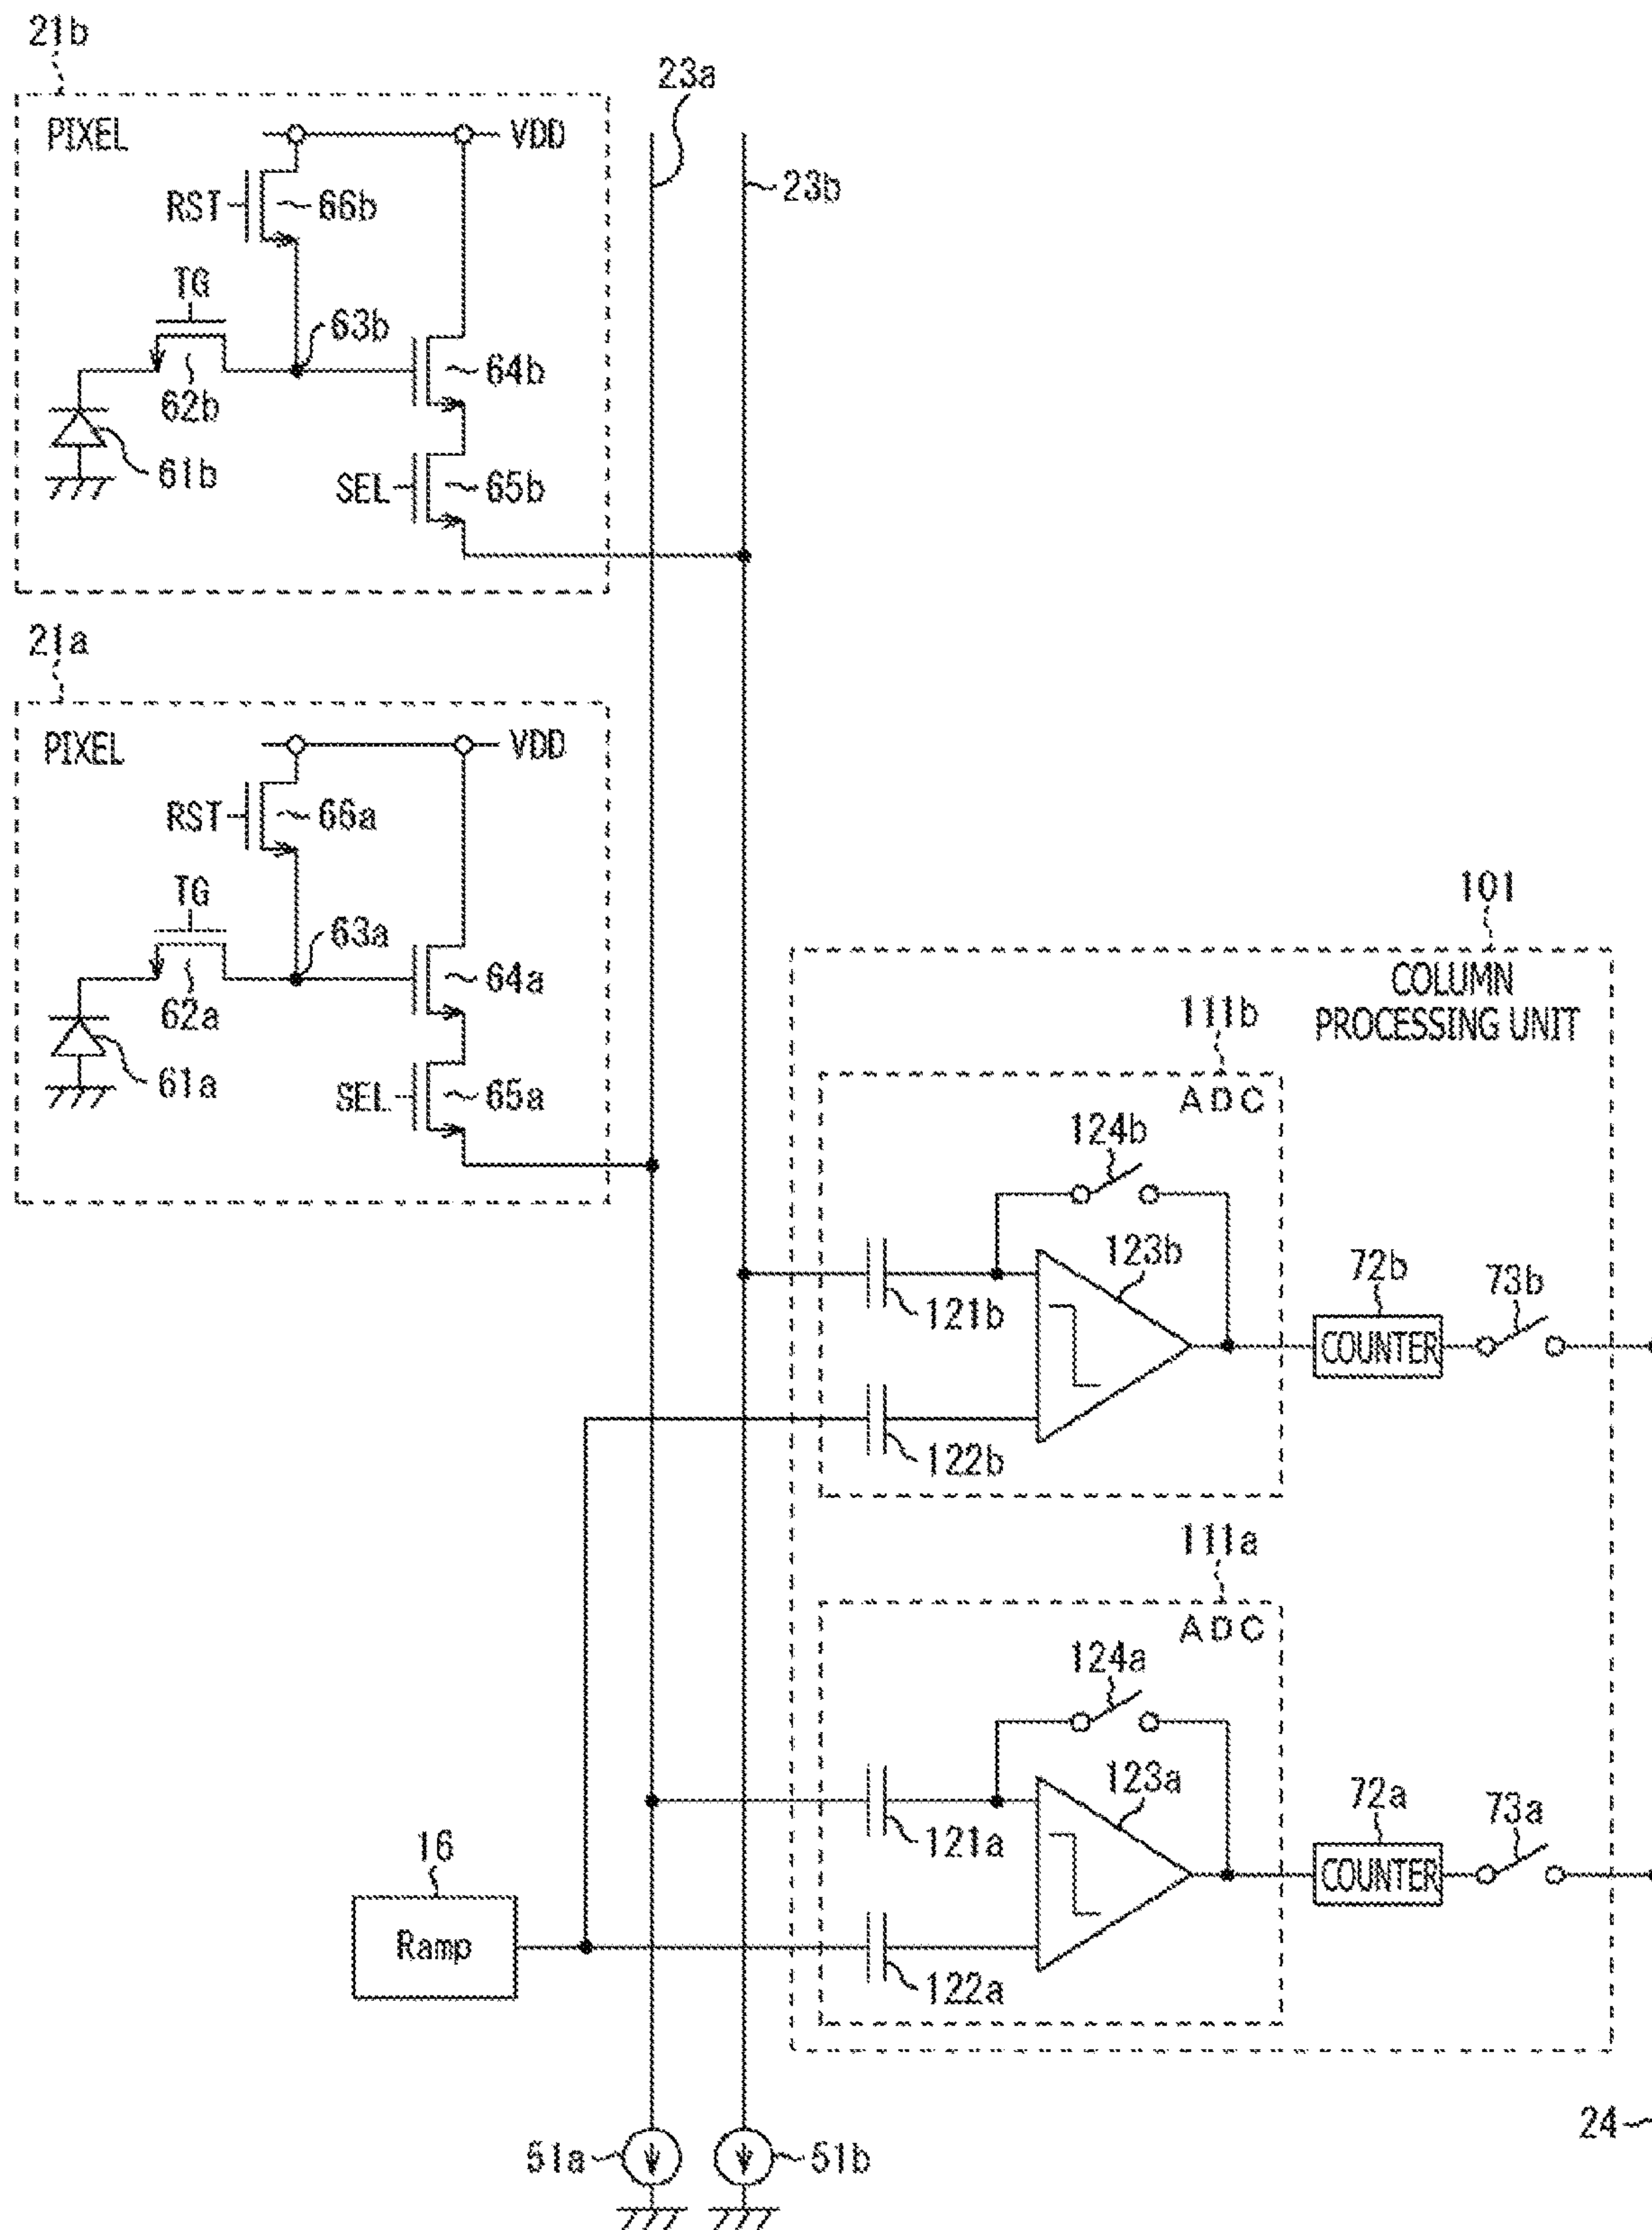 21b
23a
PIXEL
VDD
23b
RST
66b
TG
63b
64b
62b
61b
SEL
65b
21a
PIXEL
VDD
RST
66a
TG
63a
64a
62a
61a
SEL
65a
101
COLUMN
PROCESSING UNIT
111b
ADC
124b
123b
72b
73b
121b
COUNTER
122b
111a
ADC
124a
123a
72a
73a
121a
COUNTER
16
Ramp
122a
24
51a
51b